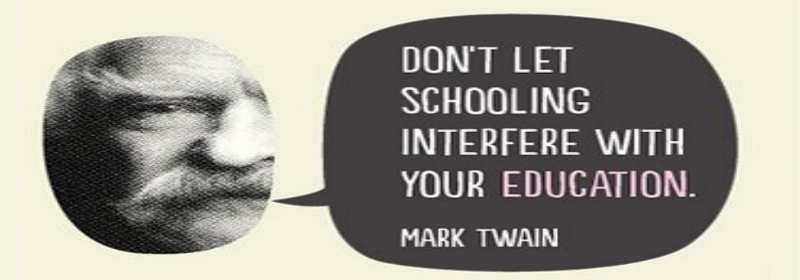 DON'T LET
SCHOOLING
INTERFERE WITH
YOUR EDUCATION.
MARK TWAIN